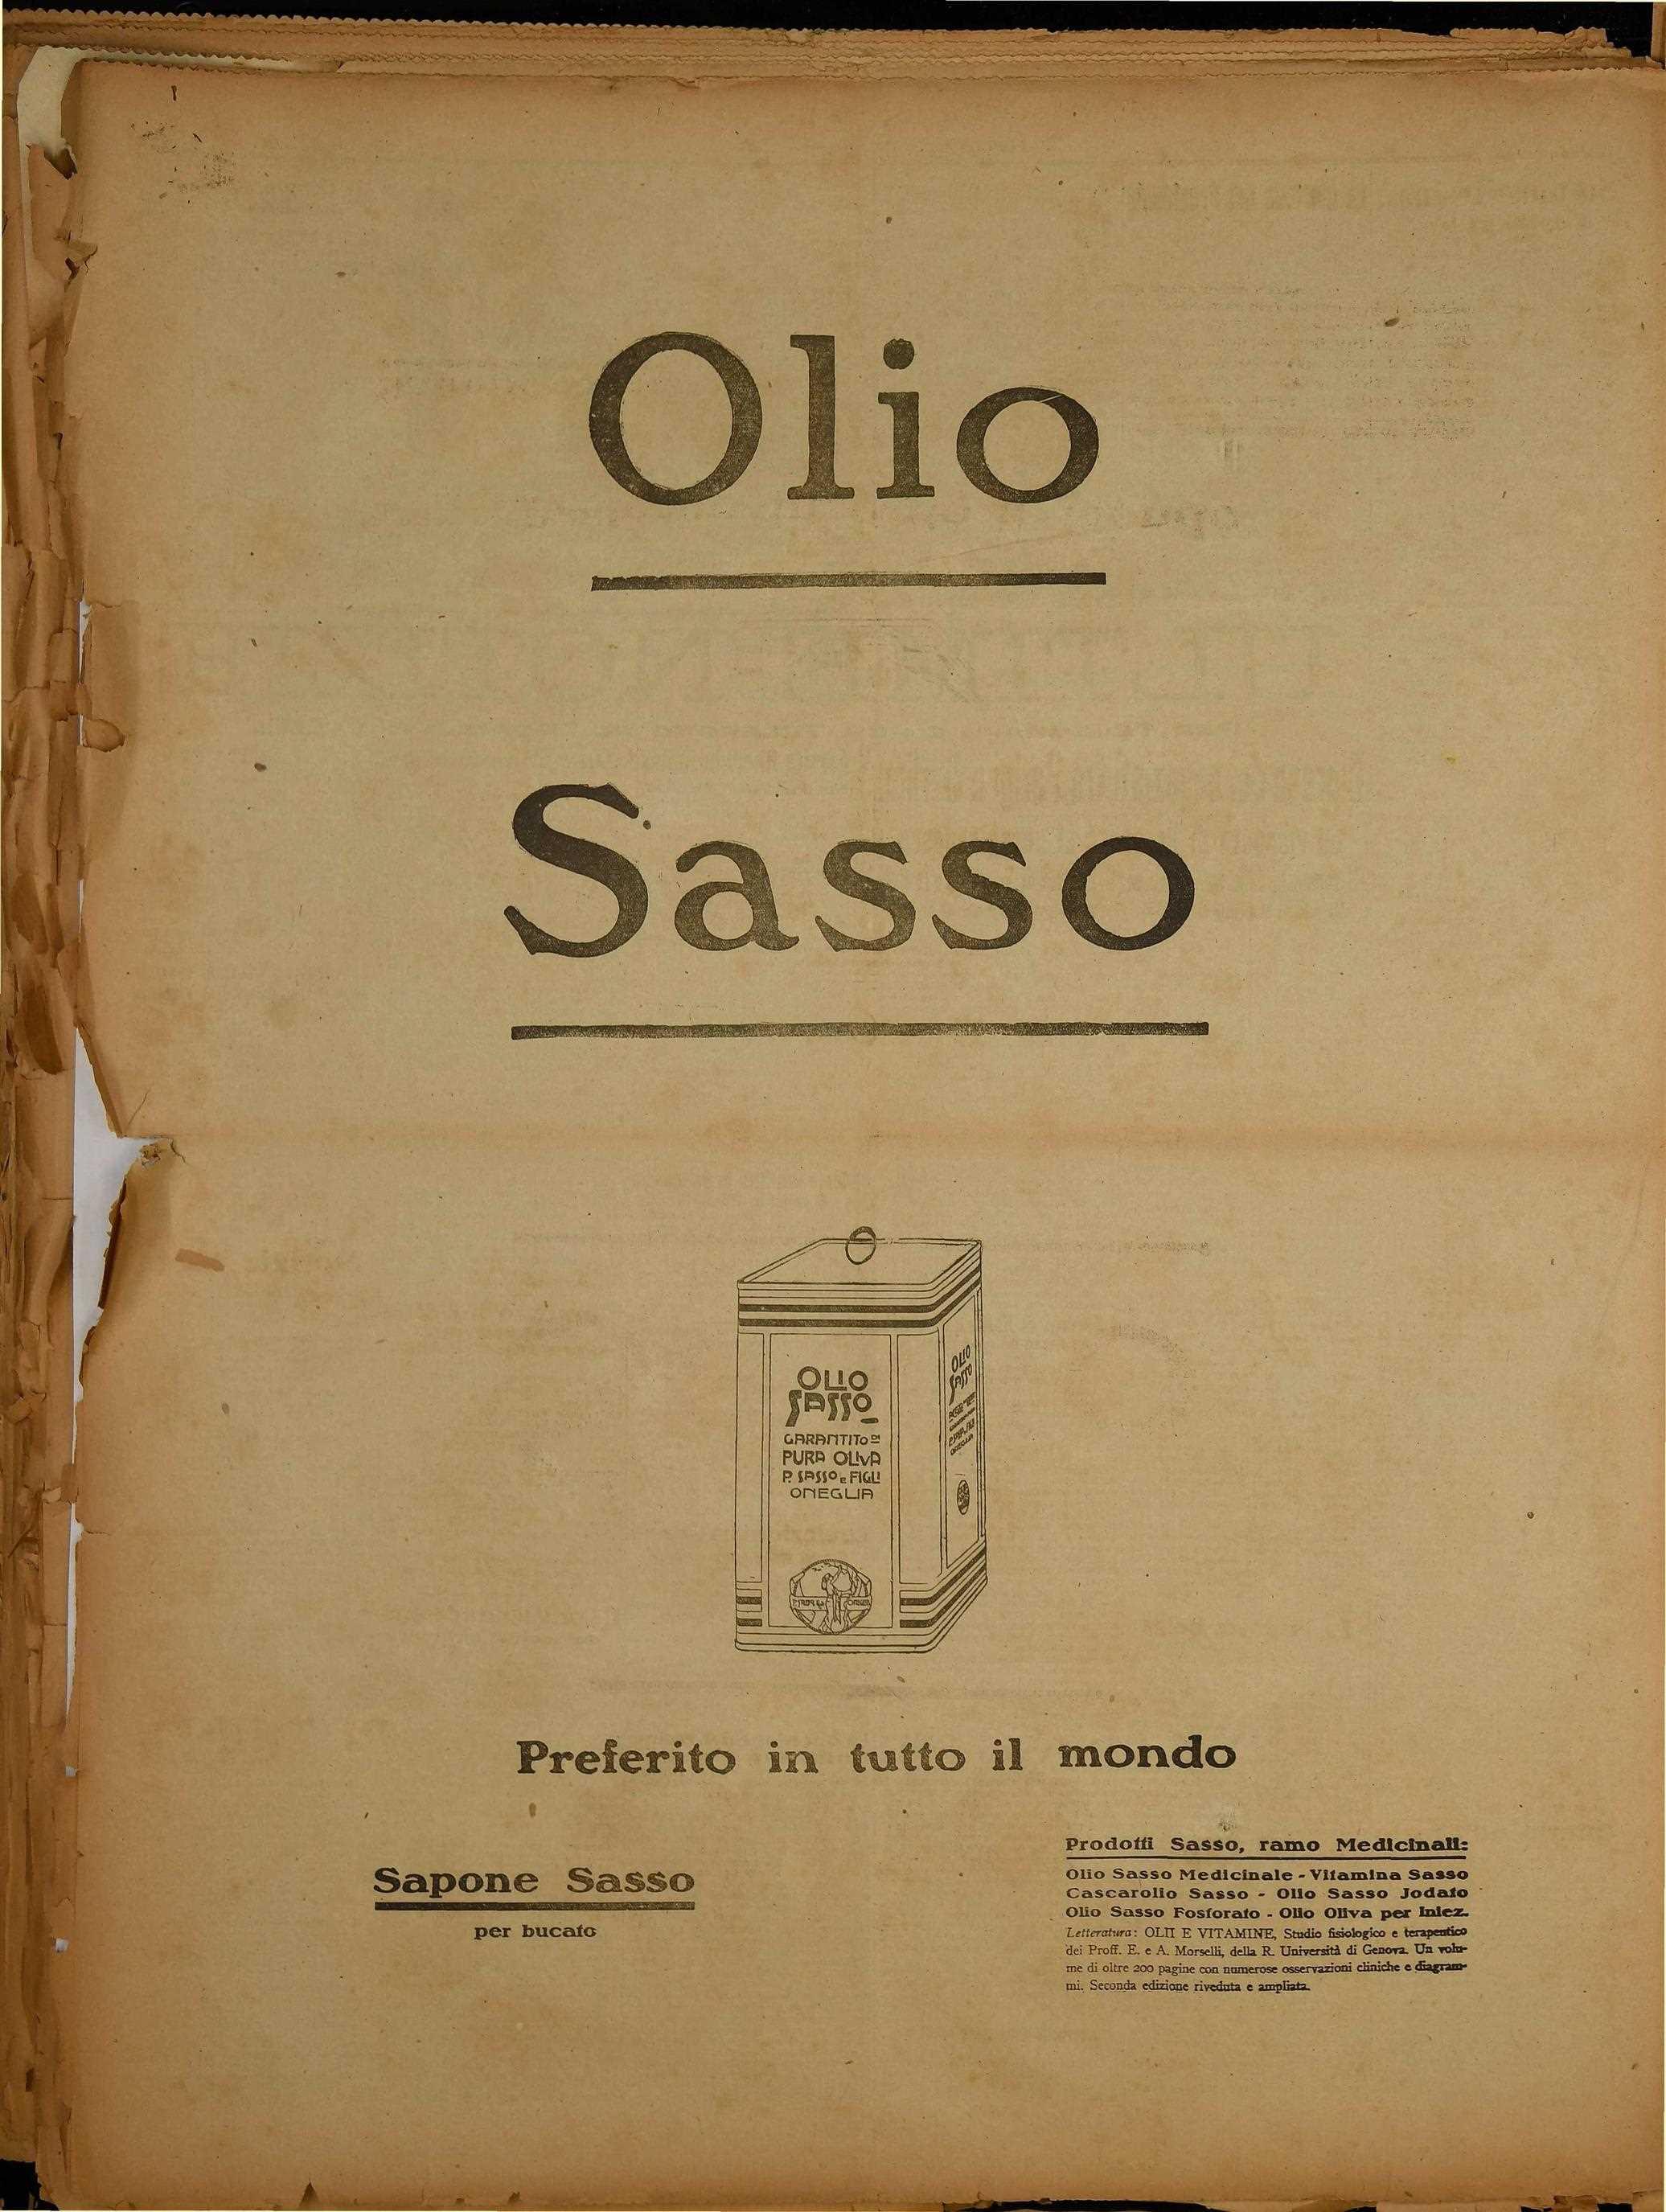 Olio
Sasso
OLIO
SASSO
GARANTITO DI
PURA OLIVA
P. SASSO E FIGLI
ONEGLIA
OLIO
SASSO
Preferito in tutto il mondo
Sapone Sasso
per bucato
Prodotti Sasso, ramo Medicinali:
Olio Sasso Medicinale - Vitamina Sasso
Cascarolio Sasso - Olio Sasso Jodato
Olio Sasso Fosforato - Olio Oliva per Iniez.
Letteratura: OLII E VITAMINE, Studio fisiologico e terapeutico
dei Proff. E. e A. Morselli, della R. Università di Genova. Un volu-
me di oltre 200 pagine con numerose osservazioni cliniche e diagram-
mi. Seconda edizione riveduta e ampliata.